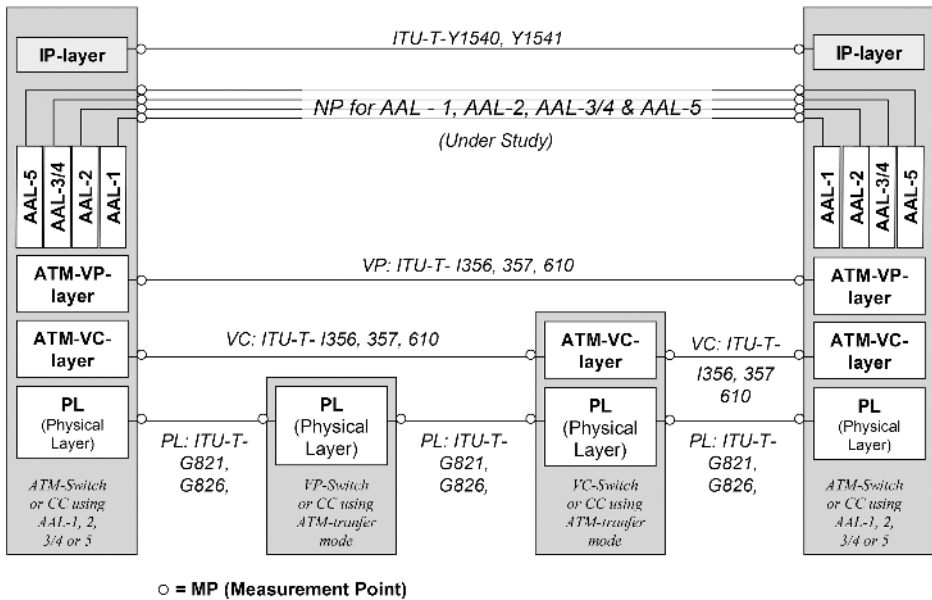 IP-layer
ITU-T-Y1540, Y1541
IP-layer
NP for AAL - 1, AAL-2, AAL-3/4 & AAL-5
(Under Study)
AAL-5
AAL-3/4
AAL-2
AAL-1
AAL-1
AAL-2
AAL-3/4
AAL-5
ATM-VP-
layer
VP: ITU-T- I356, 357, 610
ATM-VP-
layer
ATM-VC-
layer
VC: ITU-T- I356, 357, 610
ATM-VC-
layer
VC: ITU-T-
I356, 357
610
ATM-VC-
layer
PL
(Physical
Layer)
PL: ITU-T-
G821,
G826,
PL
(Physical
Layer)
PL: ITU-T-
G821,
G826,
PL
(Physical
Layer)
PL: ITU-T-
G821,
G826,
PL
(Physical
Layer)
ATM-Switch
or CC using
AAL-1, 2,
3/4 or 5
VP-Switch
or CC using
ATM-tranfer
mode
VC-Switch
or CC using
ATM-tranfer
mode
ATM-Switch
or CC using
AAL-1, 2,
3/4 or 5
= MP (Measurement Point)